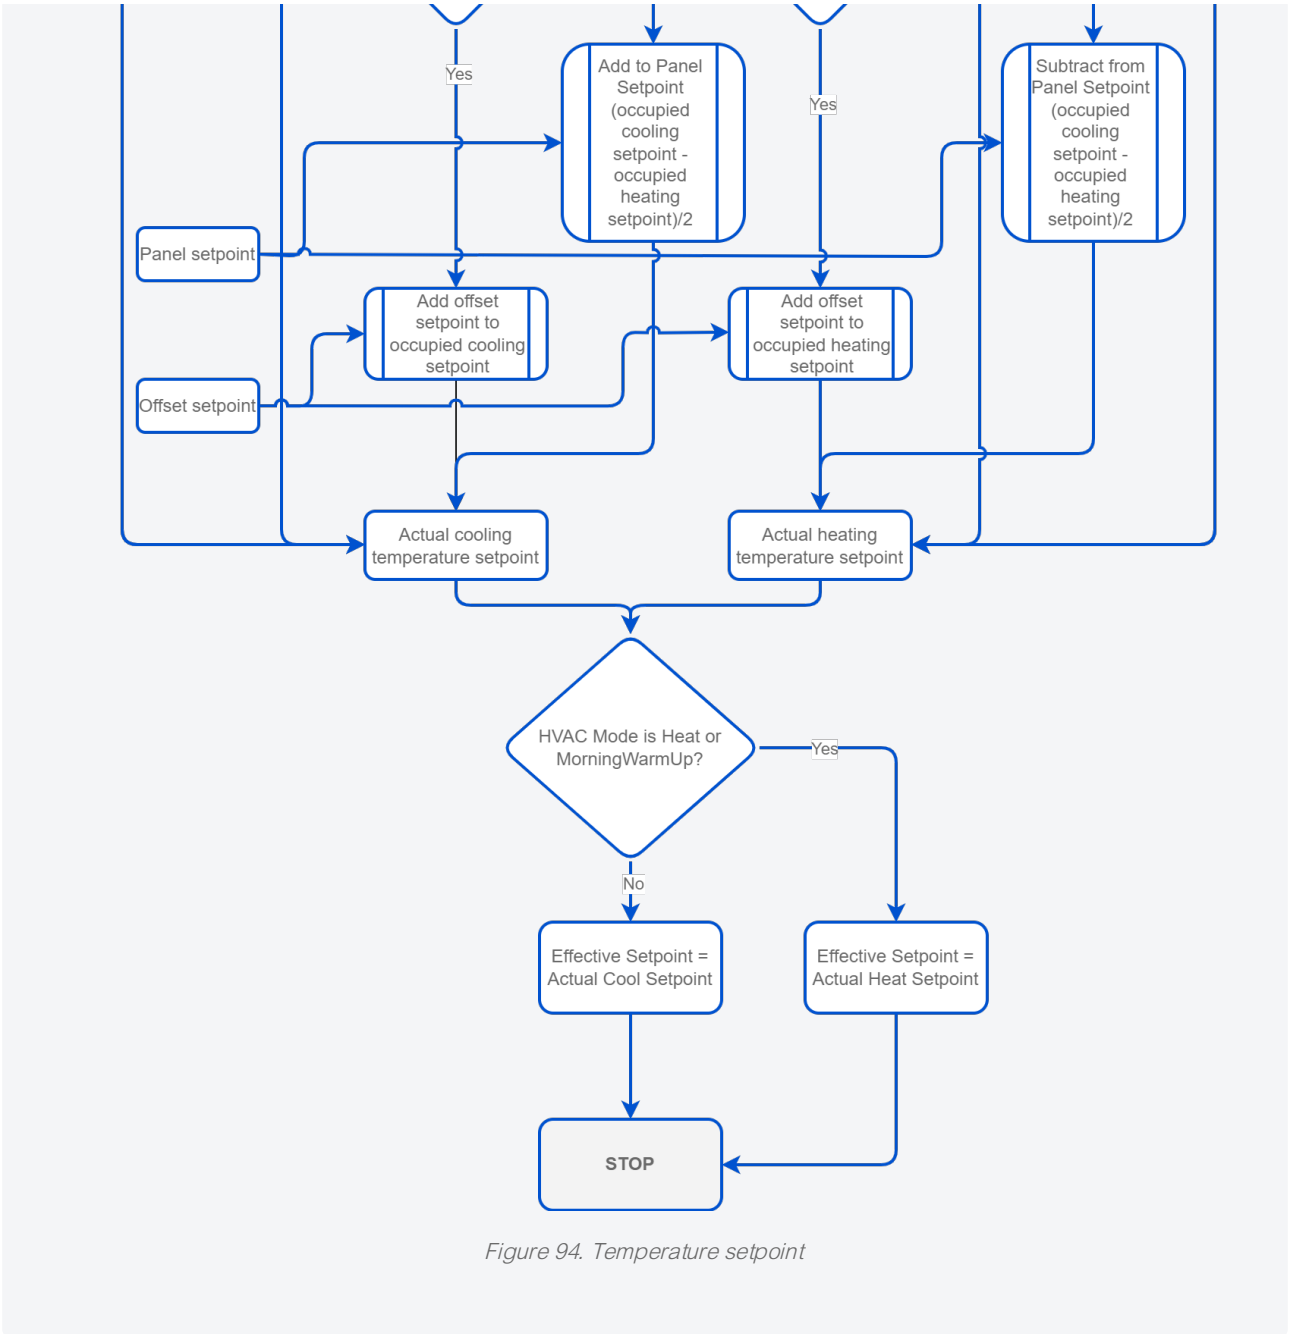 Yes
Add to Panel
Setpoint
(occupied
cooling
setpoint -
occupied
heating
setpoint)/2
Yes
Subtract from
Panel Setpoint
(occupied
cooling
setpoint -
occupied
heating
setpoint)/2
Panel setpoint
Add offset
setpoint to
occupied cooling
setpoint
Add offset
setpoint to
occupied heating
setpoint
Offset setpoint
Actual cooling
temperature setpoint
Actual heating
temperature setpoint
HVAC Mode is Heat or
MorningWarmUp?
Yes
No
Effective Setpoint =
Actual Cool Setpoint
Effective Setpoint =
Actual Heat Setpoint
STOP
Figure 94. Temperature setpoint